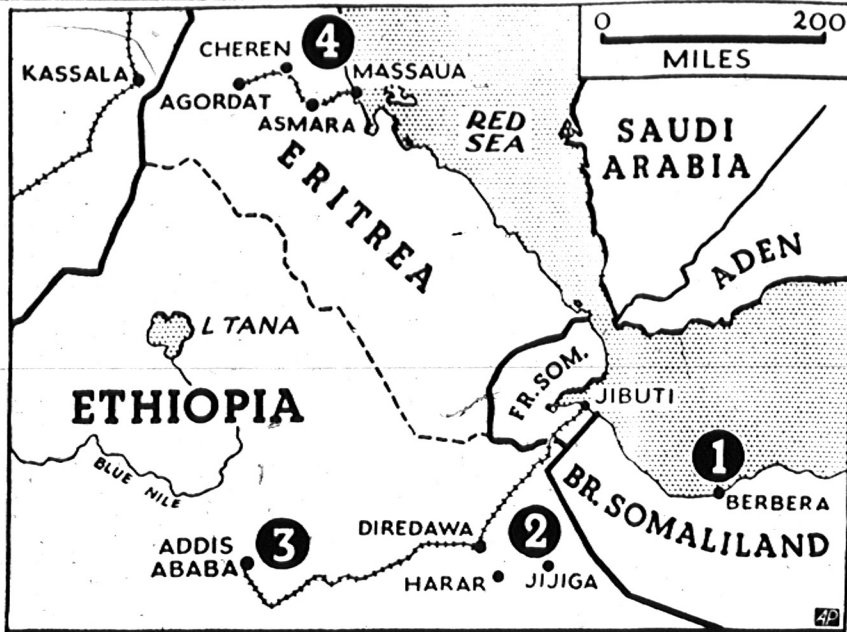 0 200
MILES
CHEREN
4
KASSALA
MASSAUA
AGORDAT
ASMARA
RED
SEA
SAUDI
ARABIA
ERITREA
ADEN
L TANA
FR. SOM.
ETHIOPIA
JIBUTI
BLUE NILE
1
BERBERA
BR. SOMALILAND
DIREDAWA
2
ADDIS
ABABA
3
HARAR
JIJIGA
AP